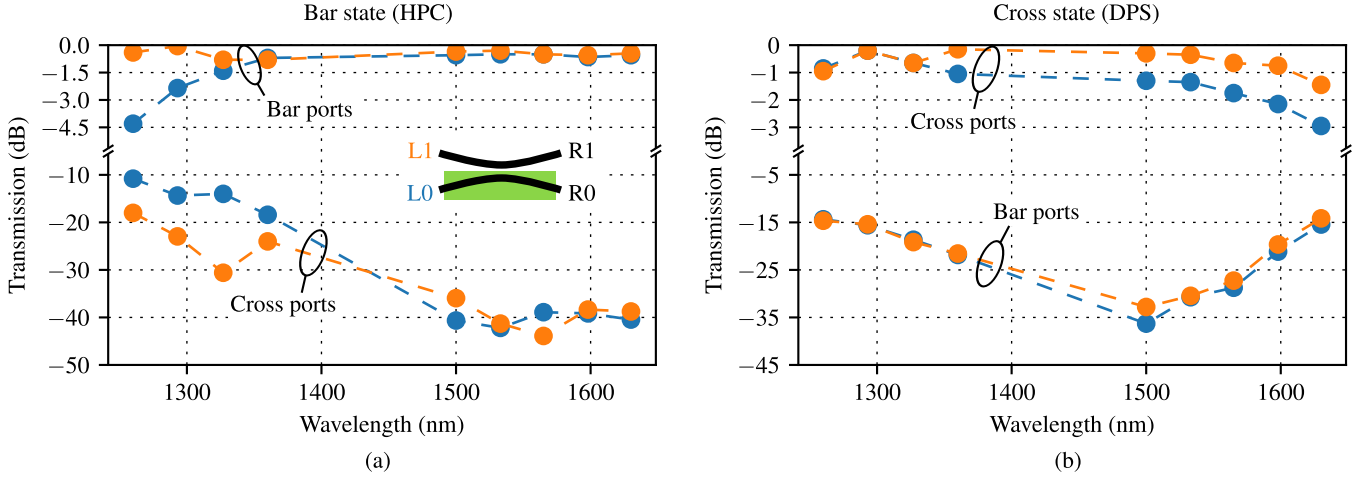 Bar state (HPC)
0.0
−1.5
−3.0
−4.5
−10
−20
−30
−40
−50
Transmission (dB)
Bar ports
L1
R1
L0
R0
Cross ports
1300
1400
1500
1600
Wavelength (nm)
(a)
Cross state (DPS)
0
−1
−2
−3
−5
−15
−25
−35
−45
Transmission (dB)
Cross ports
Bar ports
1300
1400
1500
1600
Wavelength (nm)
(b)